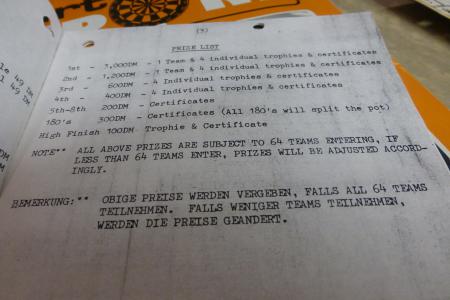 (5)
PRIZE LIST
1st - 3,000DM - 1 Team & 4 individual trophies & certificates
2nd - 1,200DM - 1 Team & 4 individual trophies & certificates
3rd - 600DM - 4 Individual trophies & certificates
4th - 400DM - 4 Individual trophies & certificates
5th-8th 200DM - Certificates
180's 300DM - Certificates (All 180's will split the pot)
High Finish 100DM Trophie & Certificate
NOTE** ALL ABOVE PRIZES ARE SUBJECT TO 64 TEAMS ENTERING, IF
LESS THAN 64 TEAMS ENTER, PRIZES WILL BE ADJUSTED ACCORD-
INGLY.
BEMERKUNG:** OBIGE PREISE WERDEN VERGEBEN, FALLS ALL 64 TEAMS
TEILNEHMEN. FALLS WENIGER TEAMS TEILNEHMEN,
WERDEN DIE PREISE GEANDERT.